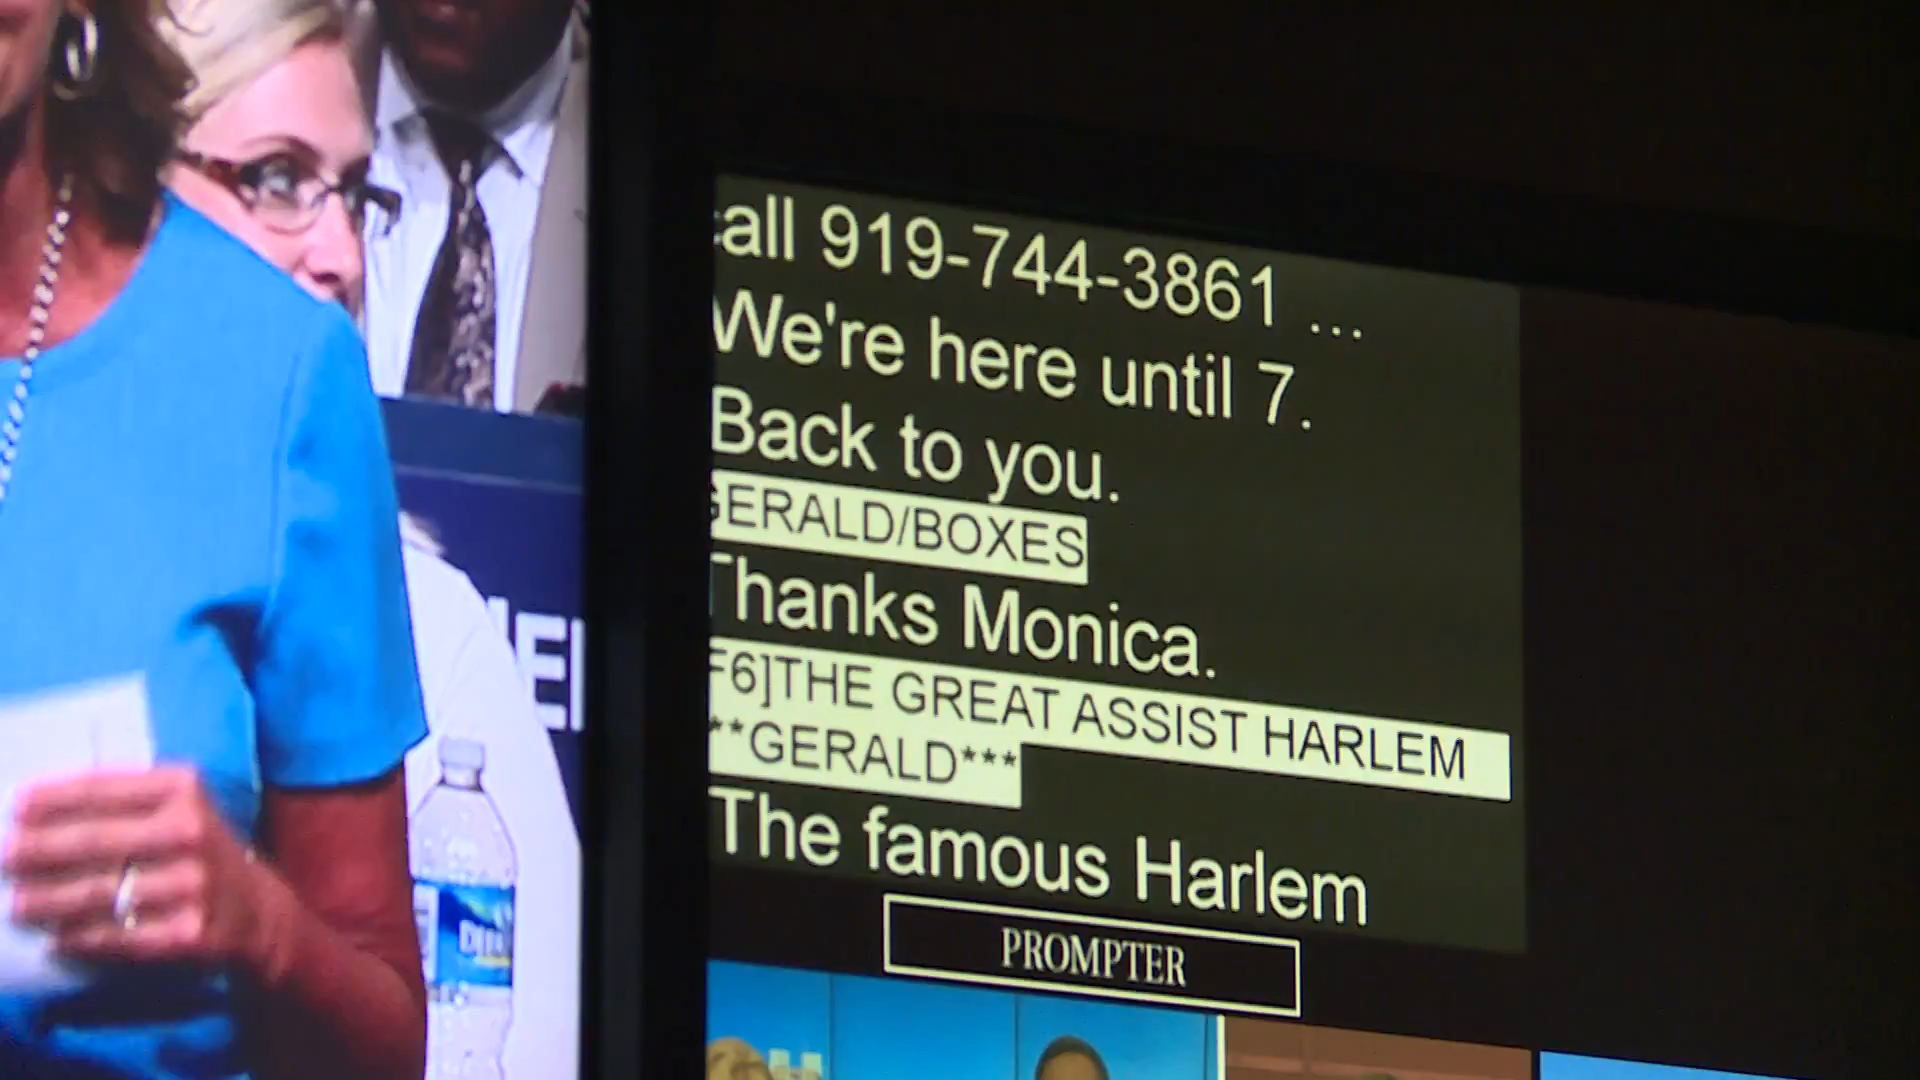 all 919-744-3861 ...
We're here until 7.
Back to you.
GERALD/BOXES
Thanks Monica.
F6]THE GREAT ASSIST HARLEM
**GERALD***
The famous Harlem
PROMPTER